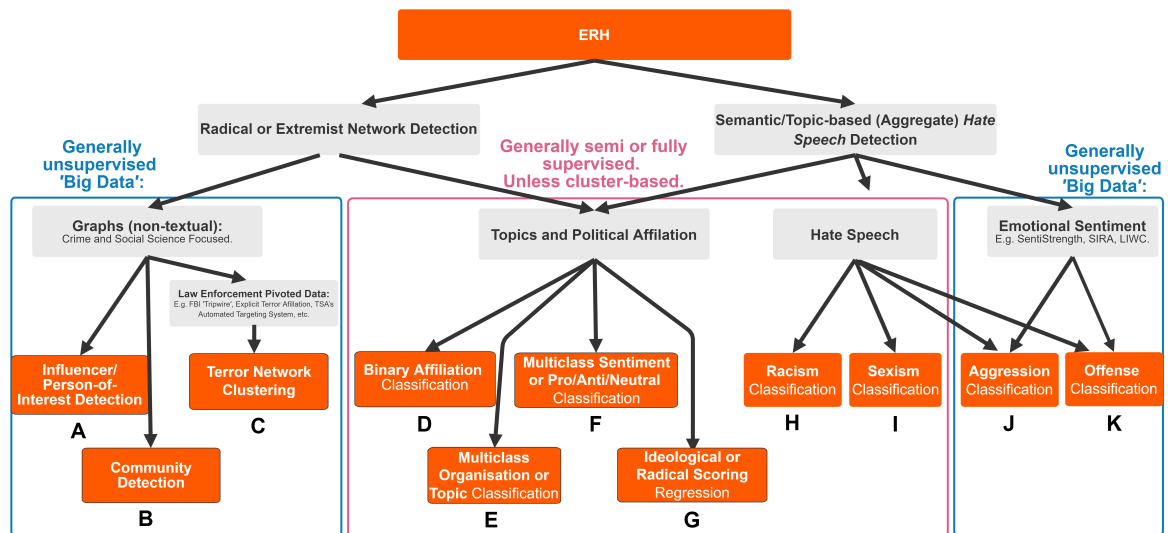 ERH
Radical or Extremist Network Detection
Semantic/Topic-based (Aggregate) Hate
Speech Detection
Generally
unsupervised
'Big Data':
Generally semi or fully
supervised.
Unless cluster-based.
Generally
unsupervised
'Big Data':
Graphs (non-textual):
Crime and Social Science Focused.
Topics and Political Affilation
Hate Speech
Emotional Sentiment
E.g. SentiStrength, SIRA, LIWC.
Law Enforcement Pivoted Data:
E.g. FBI 'Tripwire', Explicit Terror Afillation, TSA's
Automated Targeting System, etc.
Influencer/
Person-of-
Interest Detection
A
Terror Network
Clustering
C
Binary Affiliation
Classification
D
Multiclass Sentiment
or Pro/Anti/Neutral
Classification
F
Racism
Classification
H
Sexism
Classification
I
Aggression
Classification
J
Offense
Classification
K
Community
Detection
B
Multiclass
Organisation or
Topic Classification
E
Ideological or
Radical Scoring
Regression
G